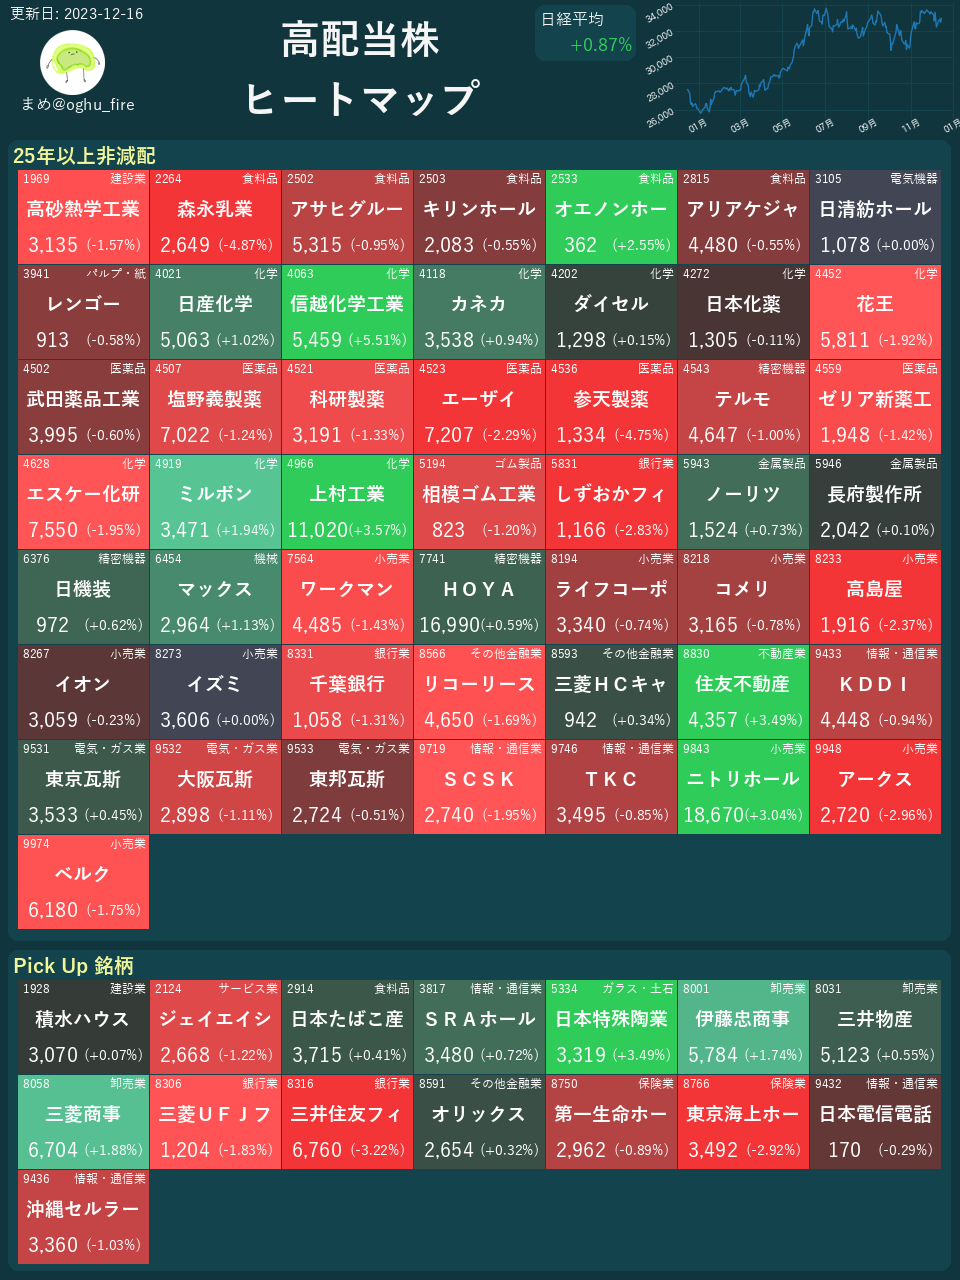 更新日: 2023-12-16
まめ@oghu_fire
高配当株
ヒートマップ
日経平均
+0.87%
34,000
32,000
30,000
28,000
26,000
01月 03月 05月 07月 09月 11月 01月
25年以上非減配
1969 建設業 2264 食料品 2502 食料品 2503 食料品 2533 食料品 2815 食料品 3105 電気機器
高砂熱学工業 森永乳業 アサヒグルー キリンホール オエノンホー アリアケジャ 日清紡ホール
3,135 (-1.57%) 2,649 (-4.87%) 5,315 (-0.95%) 2,083 (-0.55%) 362 (+2.55%) 4,480 (-0.55%) 1,078 (+0.00%)
3941 パルプ・紙 4021 化学 4063 化学 4118 化学 4202 化学 4272 化学 4452 化学
レンゴー 日産化学 信越化学工業 カネカ ダイセル 日本化薬 花王
913 (-0.58%) 5,063 (+1.02%) 5,459 (+5.51%) 3,538 (+0.94%) 1,298 (+0.15%) 1,305 (-0.11%) 5,811 (-1.92%)
4502 医薬品 4507 医薬品 4521 医薬品 4523 医薬品 4536 医薬品 4543 精密機器 4559 医薬品
武田薬品工業 塩野義製薬 科研製薬 エーザイ 参天製薬 テルモ ゼリア新薬工
3,995 (-0.60%) 7,022 (-1.24%) 3,191 (-1.33%) 7,207 (-2.29%) 1,334 (-4.75%) 4,647 (-1.00%) 1,948 (-1.42%)
4628 化学 4919 化学 4966 化学 5194 ゴム製品 5831 銀行業 5943 金属製品 5946 金属製品
エスケー化研 ミルボン 上村工業 相模ゴム工業 しずおかフィ ノーリツ 長府製作所
7,550 (-1.95%) 3,471 (+1.94%) 11,020(+3.57%) 823 (-1.20%) 1,166 (-2.83%) 1,524 (+0.73%) 2,042 (+0.10%)
6376 精密機器 6454 機械 7564 小売業 7741 精密機器 8194 小売業 8218 小売業 8233 小売業
日機装 マックス ワークマン ＨＯＹＡ ライフコーポ コメリ 高島屋
972 (+0.62%) 2,964 (+1.13%) 4,485 (-1.43%) 16,990(+0.59%) 3,340 (-0.74%) 3,165 (-0.78%) 1,916 (-2.37%)
8267 小売業 8273 小売業 8331 銀行業 8566 その他金融業 8593 その他金融業 8830 不動産業 9433 情報・通信業
イオン イズミ 千葉銀行 リコーリース 三菱ＨＣキャ 住友不動産 ＫＤＤＩ
3,059 (-0.23%) 3,606 (+0.00%) 1,058 (-1.31%) 4,650 (-1.69%) 942 (+0.34%) 4,357 (+3.49%) 4,448 (-0.94%)
9531 電気・ガス業 9532 電気・ガス業 9533 電気・ガス業 9719 情報・通信業 9746 情報・通信業 9843 小売業 9948 小売業
東京瓦斯 大阪瓦斯 東邦瓦斯 ＳＣＳＫ ＴＫＣ ニトリホール アークス
3,533 (+0.45%) 2,898 (-1.11%) 2,724 (-0.51%) 2,740 (-1.95%) 3,495 (-0.85%) 18,670(+3.04%) 2,720 (-2.96%)
9974 小売業
ベルク
6,180 (-1.75%)
Pick Up 銘柄
1928 建設業 2124 サービス業 2914 食料品 3817 情報・通信業 5334 ガラス・土石 8001 卸売業 8031 卸売業
積水ハウス ジェイエイシ 日本たばこ産 ＳＲＡホール 日本特殊陶業 伊藤忠商事 三井物産
3,070 (+0.07%) 2,668 (-1.22%) 3,715 (+0.41%) 3,480 (+0.72%) 3,319 (+3.49%) 5,784 (+1.74%) 5,123 (+0.55%)
8058 卸売業 8306 銀行業 8316 銀行業 8591 その他金融業 8750 保険業 8766 保険業 9432 情報・通信業
三菱商事 三菱ＵＦＪフ 三井住友フィ オリックス 第一生命ホー 東京海上ホー 日本電信電話
6,704 (+1.88%) 1,204 (-1.83%) 6,760 (-3.22%) 2,654 (+0.32%) 2,962 (-0.89%) 3,492 (-2.92%) 170 (-0.29%)
9436 情報・通信業
沖縄セルラー
3,360 (-1.03%)